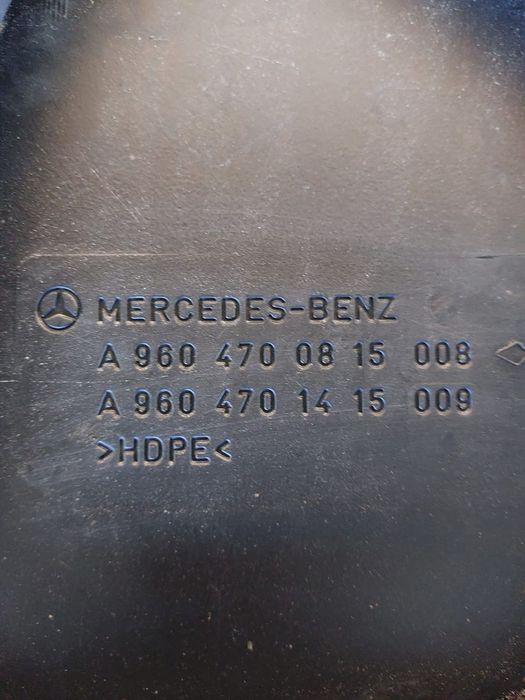 MERCEDES-BENZ
A 960 470 08 15 008
A 960 470 14 15 009
>HDPE<